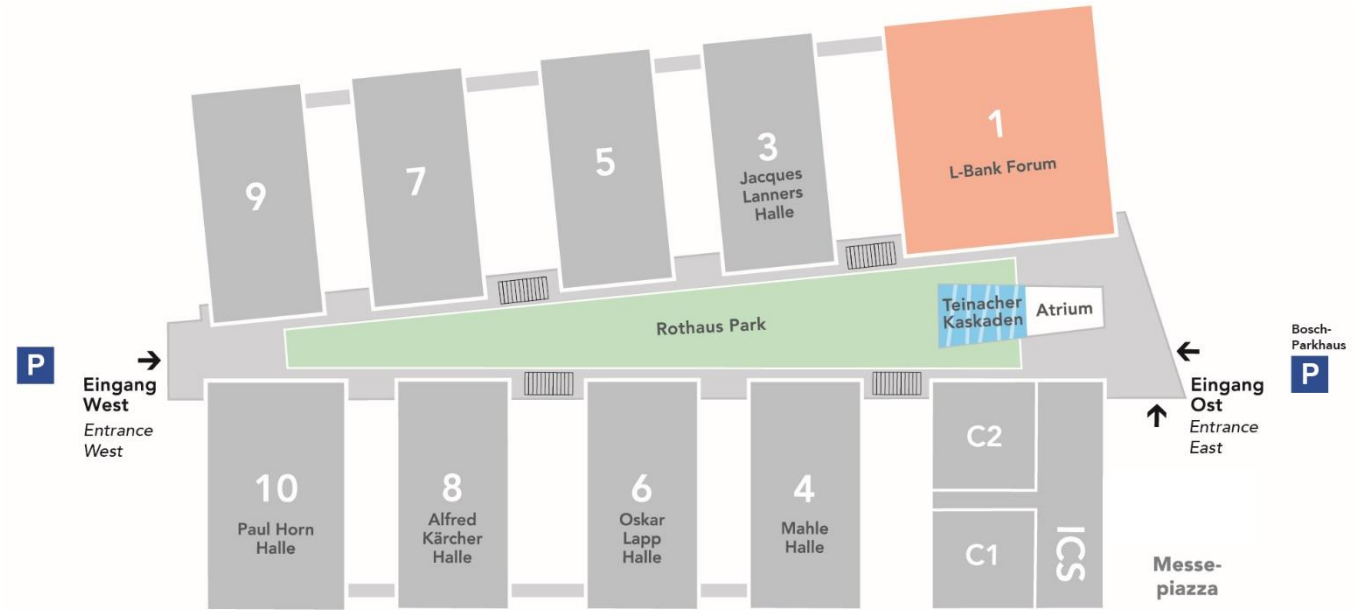 1
L-Bank Forum
3
Jacques
Lanners
Halle
5
7
9
Teinacher
Kaskaden
Atrium
Rothaus Park
P
Eingang
West
Entrance
West
Bosch-
Parkhaus
P
Eingang
Ost
Entrance
East
10
Paul Horn
Halle
8
Alfred
Kärcher
Halle
6
Oskar
Lapp
Halle
4
Mahle
Halle
C2
C1
ICS
Messe-
piazza